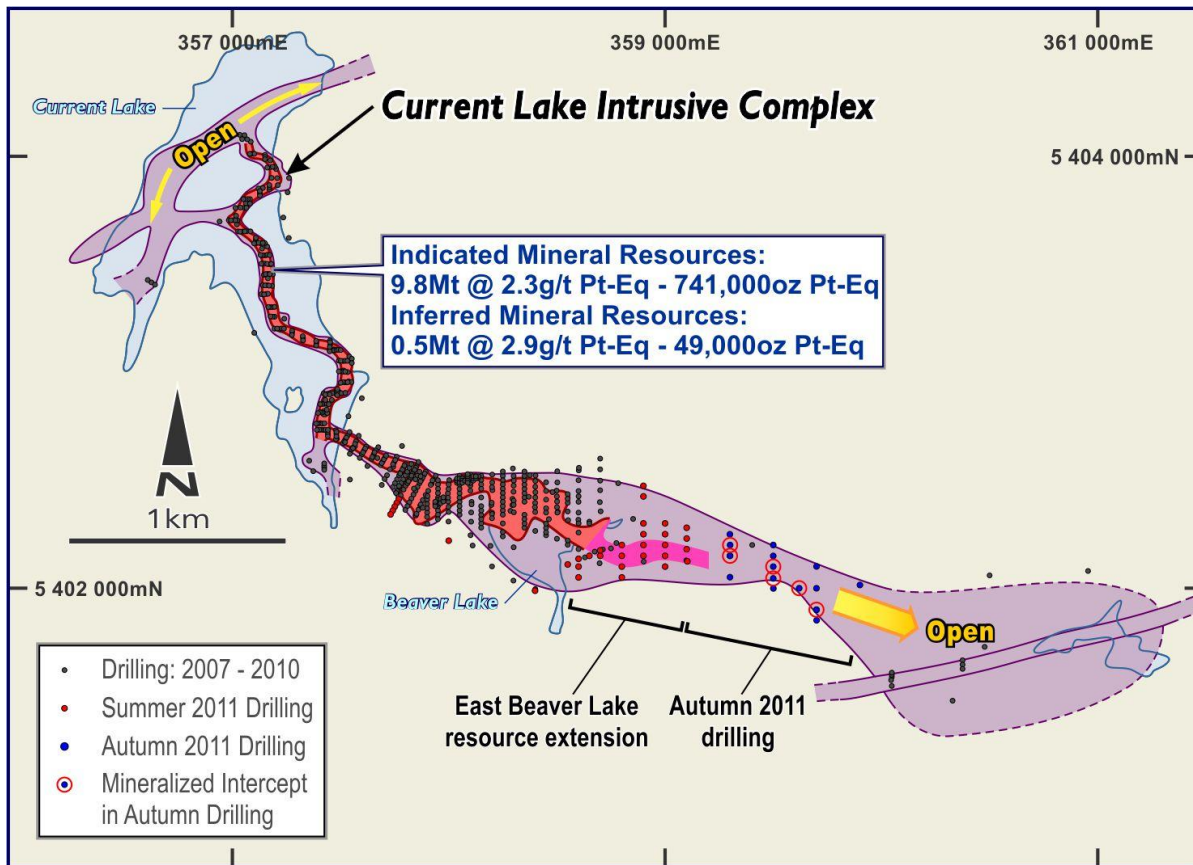 357 000mE
359 000mE
361 000mE
Current Lake
Current Lake Intrusive Complex
Open
5 404 000mN
Indicated Mineral Resources:
9.8Mt @ 2.3g/t Pt-Eq - 741,000oz Pt-Eq
Inferred Mineral Resources:
0.5Mt @ 2.9g/t Pt-Eq - 49,000oz Pt-Eq
N
1km
5 402 000mN
Beaver Lake
Open
East Beaver Lake
resource extension
Autumn 2011
drilling
Drilling: 2007 - 2010
Summer 2011 Drilling
Autumn 2011 Drilling
Mineralized Intercept
in Autumn Drilling